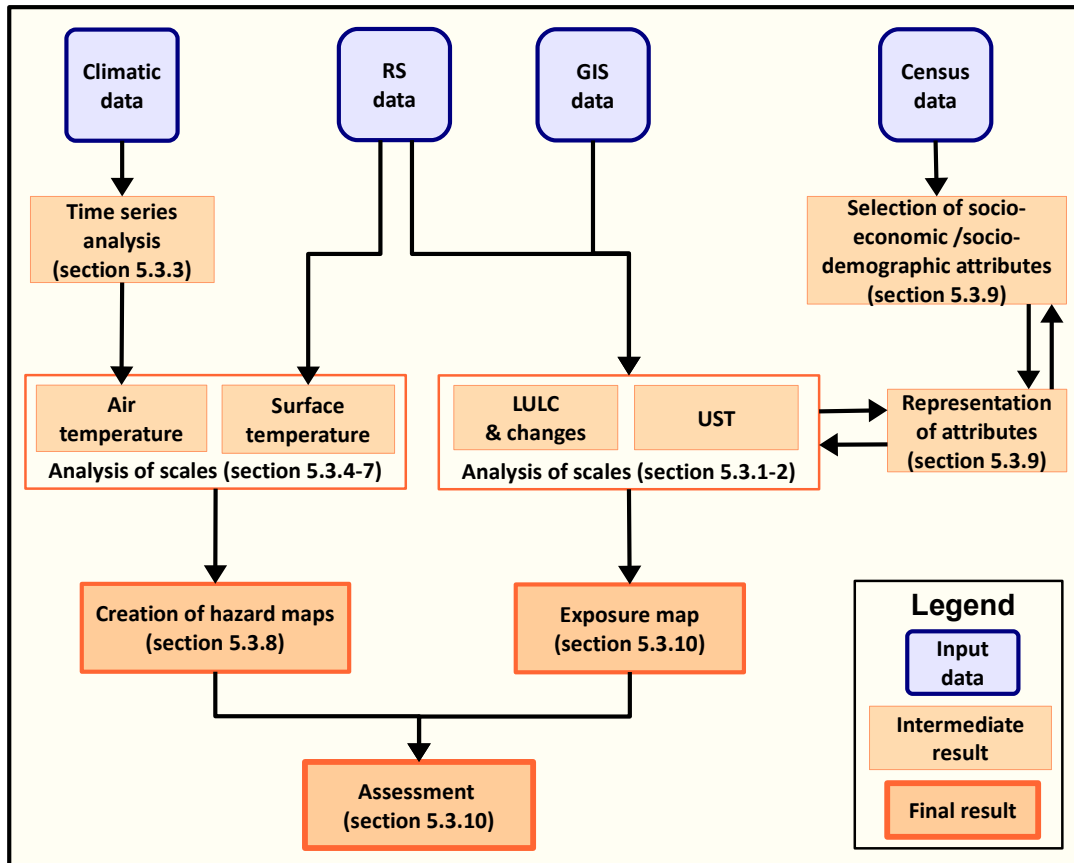 Climatic
data
RS
data
GIS
data
Census
data
Time series
analysis
(section 5.3.3)
Selection of socio-
economic /socio-
demographic attributes
(section 5.3.9)
Air
temperature
Surface
temperature
Analysis of scales (section 5.3.4-7)
LULC
& changes
UST
Analysis of scales (section 5.3.1-2)
Representation
of attributes
(section 5.3.9)
Creation of hazard maps
(section 5.3.8)
Exposure map
(section 5.3.10)
Assessment
(section 5.3.10)
Legend
Input
data
Intermediate
result
Final result